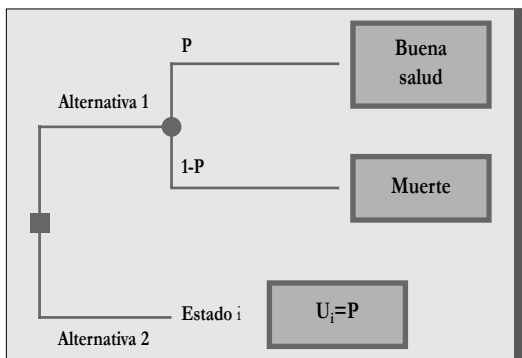 P
Buena
salud
Alternativa 1
1-P
Muerte
Estado i
Uᵢ=P
Alternativa 2